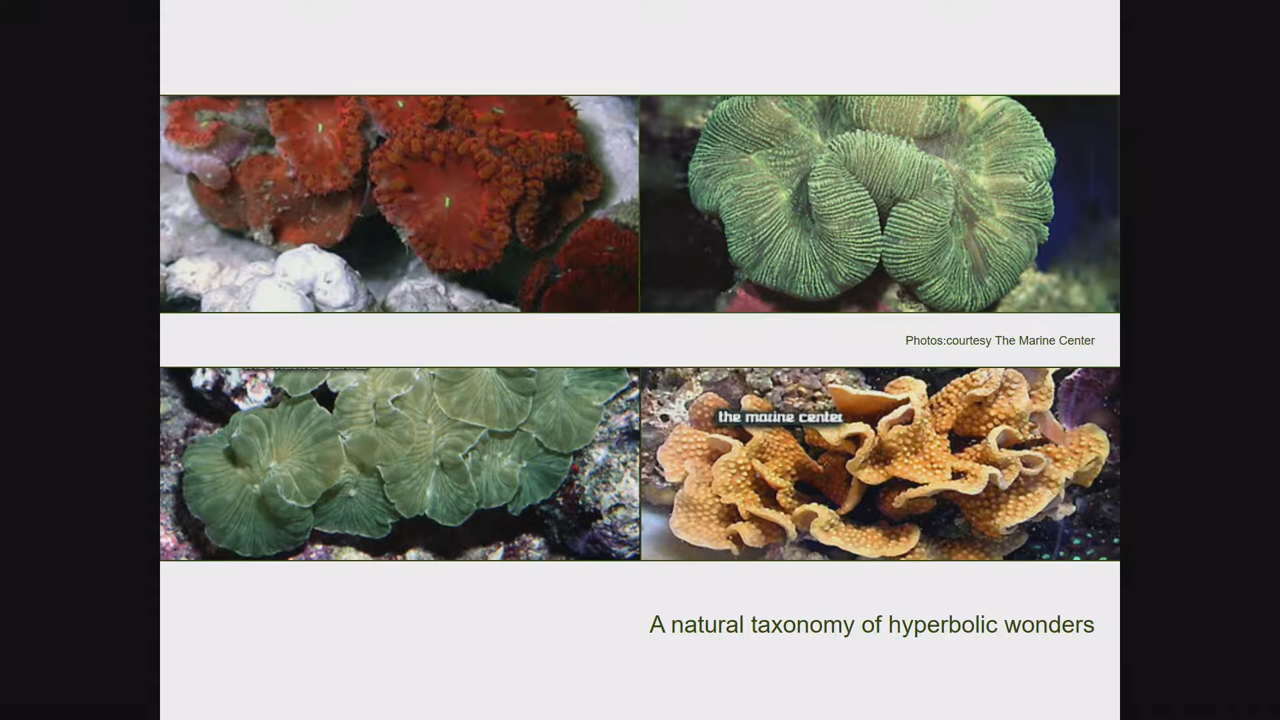 Photos:courtesy The Marine Center
the marine center
A natural taxonomy of hyperbolic wonders